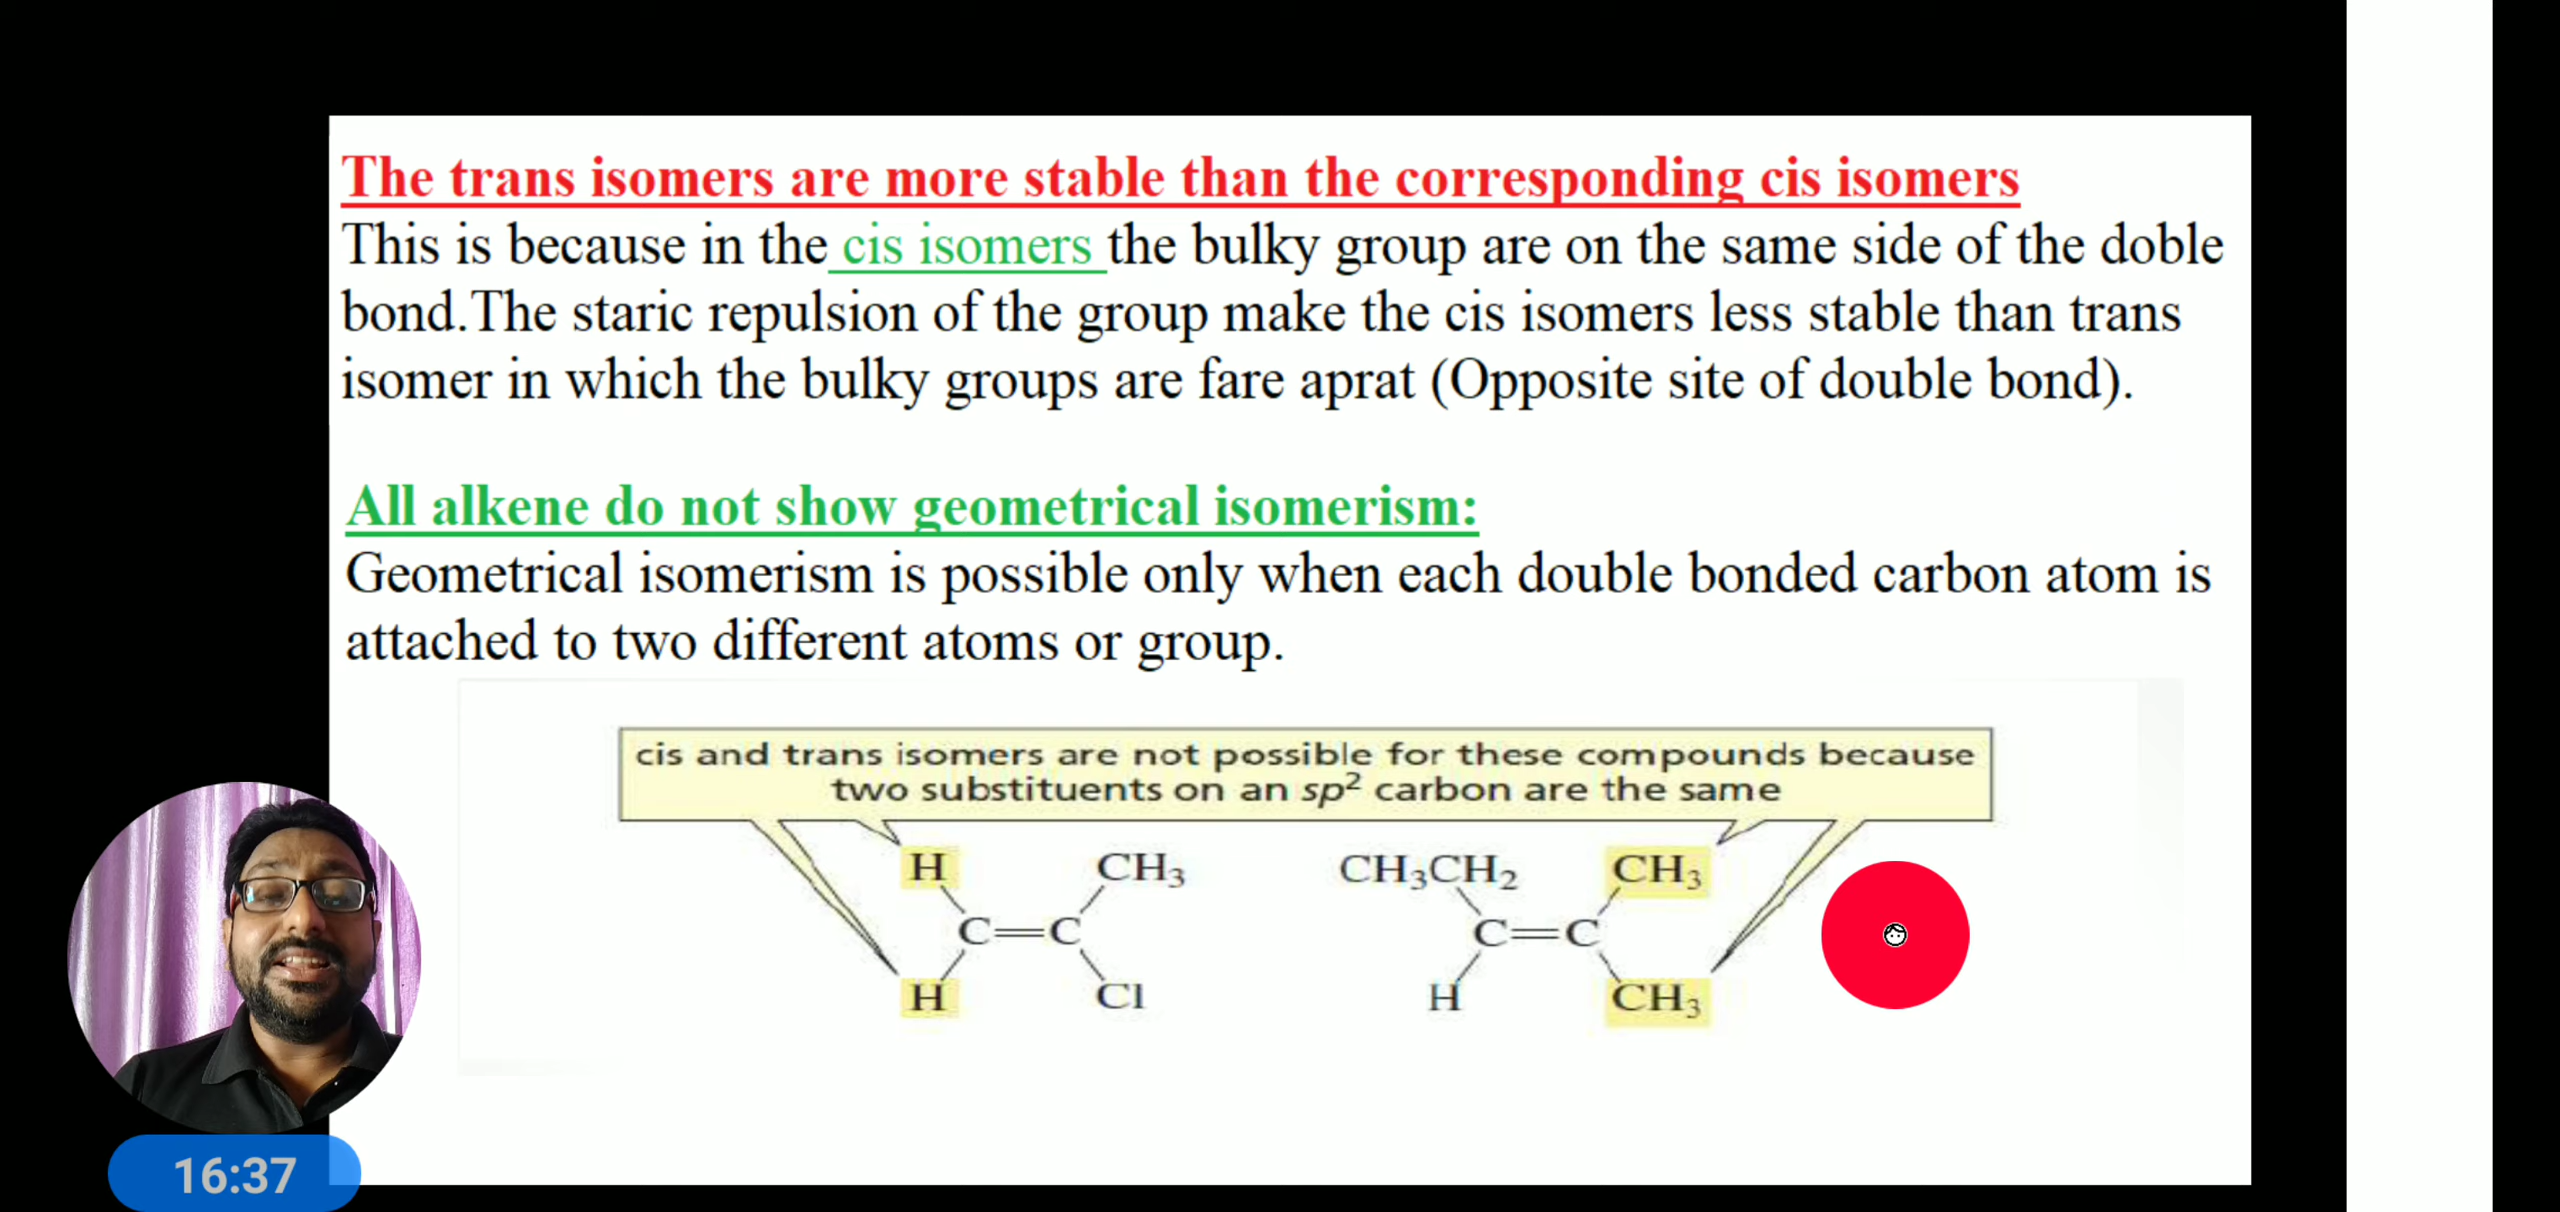 The trans isomers are more stable than the corresponding cis isomers
This is because in the cis isomers the bulky group are on the same side of the doble
bond.The staric repulsion of the group make the cis isomers less stable than trans
isomer in which the bulky groups are fare aprat (Opposite site of double bond).
All alkene do not show geometrical isomerism:
Geometrical isomerism is possible only when each double bonded carbon atom is
attached to two different atoms or group.
cis and trans isomers are not possible for these compounds because
two substituents on an sp² carbon are the same
H CH₃ CH₃CH₂ CH₃
C=C C=C
H Cl H CH₃
16:37